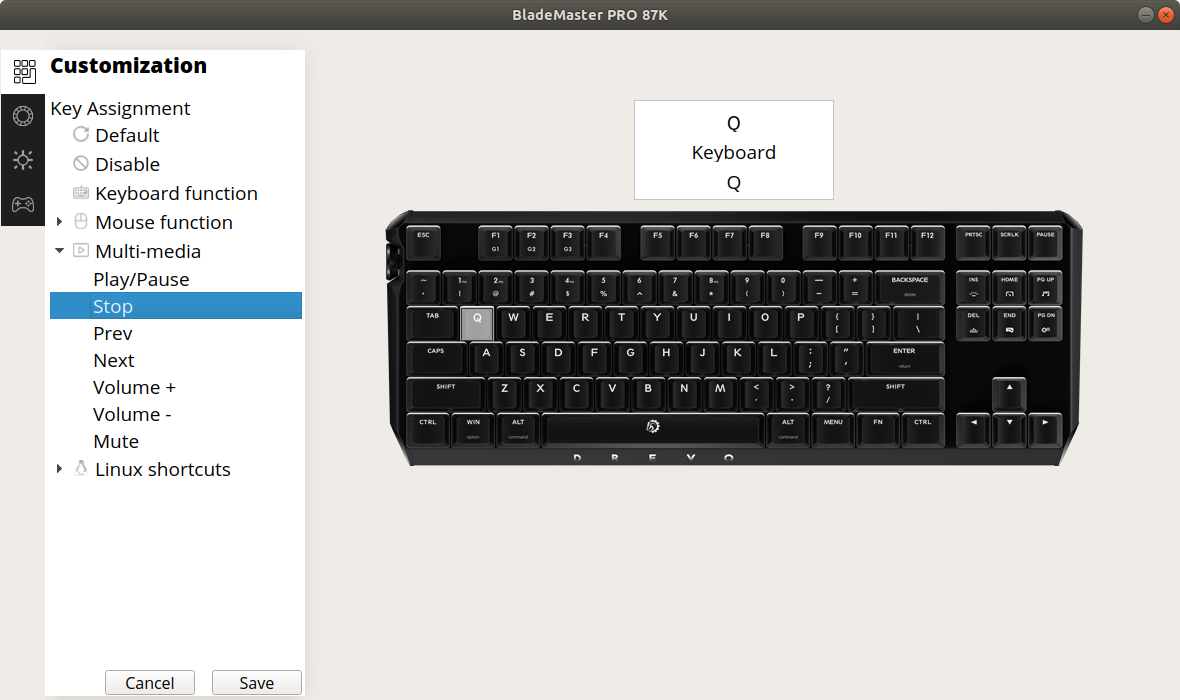 BladeMaster PRO 87K
Customization
Key Assignment
Default
Disable
Keyboard function
Mouse function
Multi-media
Play/Pause
Stop
Prev
Next
Volume +
Volume -
Mute
Linux shortcuts
Cancel Save
Q
Keyboard
Q
ESC F1 F2 F3 F4 F5 F6 F7 F8 F9 F10 F11 F12 PRTSC SCRLK PAUSE
G1 G2 G3
~ 1 2 3 4 5 6 7 8 9 0 — + BACKSPACE INS HOME PG UP
! @ # $ % ^ & * ( ) – =
TAB Q W E R T Y U I O P { } | DEL END PG DN
[ ] \
CAPS A S D F G H J K L : " ENTER
; ' return
SHIFT Z X C V B N M < > ? SHIFT
, . /
CTRL WIN ALT ALT MENU FN CTRL
option command command
DREVO